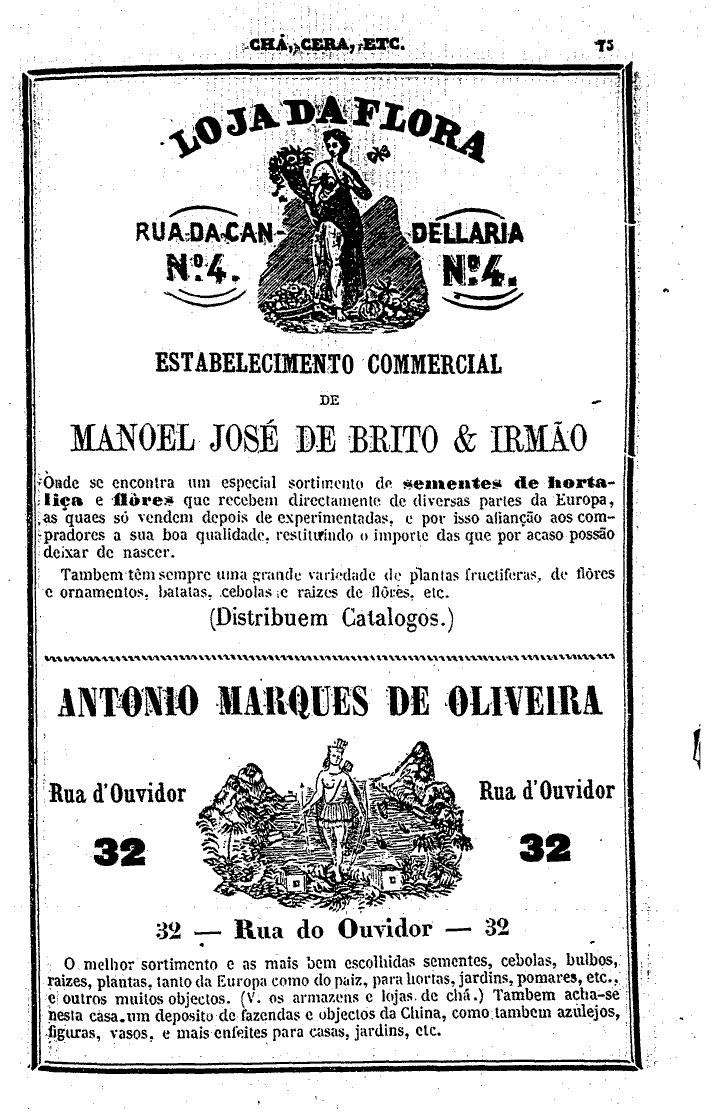 CHÁ, CERA, ETC. 75
LOJA DA FLORA
RUA DA CAN-DELLARIA
Nº. 4. Nº. 4.
ESTABELECIMENTO COMMERCIAL
DE
MANOEL JOSÉ DE BRITO & IRMÃO
Onde se encontra um especial sortimento de sementes de horta-
liça e flôres que recebem directamente de diversas partes da Europa,
as quaes só vendem depois de experimentadas, e por isso afianção aos com-
pradores a sua boa qualidade, restituindo o importe das que por acaso possão
deixar de nascer.
Tambem têm sempre uma grande variedade de plantas fructiferas, de flôres
e ornamentos, batatas, cebolas e raizes de flôres, etc.
(Distribuem Catalogos.)
ANTONIO MARQUES DE OLIVEIRA
Rua d'Ouvidor Rua d'Ouvidor
32 32
32 — Rua do Ouvidor — 32
O melhor sortimento e as mais bem escolhidas sementes, cebolas, bulbos,
raizes, plantas, tanto da Europa como do paiz, para hortas, jardins, pomares, etc.,
e outros muitos objectos. (V. os armazens e lojas de chá.) Tambem acha-se
nesta casa um deposito de fazendas e objectos da China, como tambem azulejos,
figuras, vasos, e mais enfeites para casas, jardins, etc.